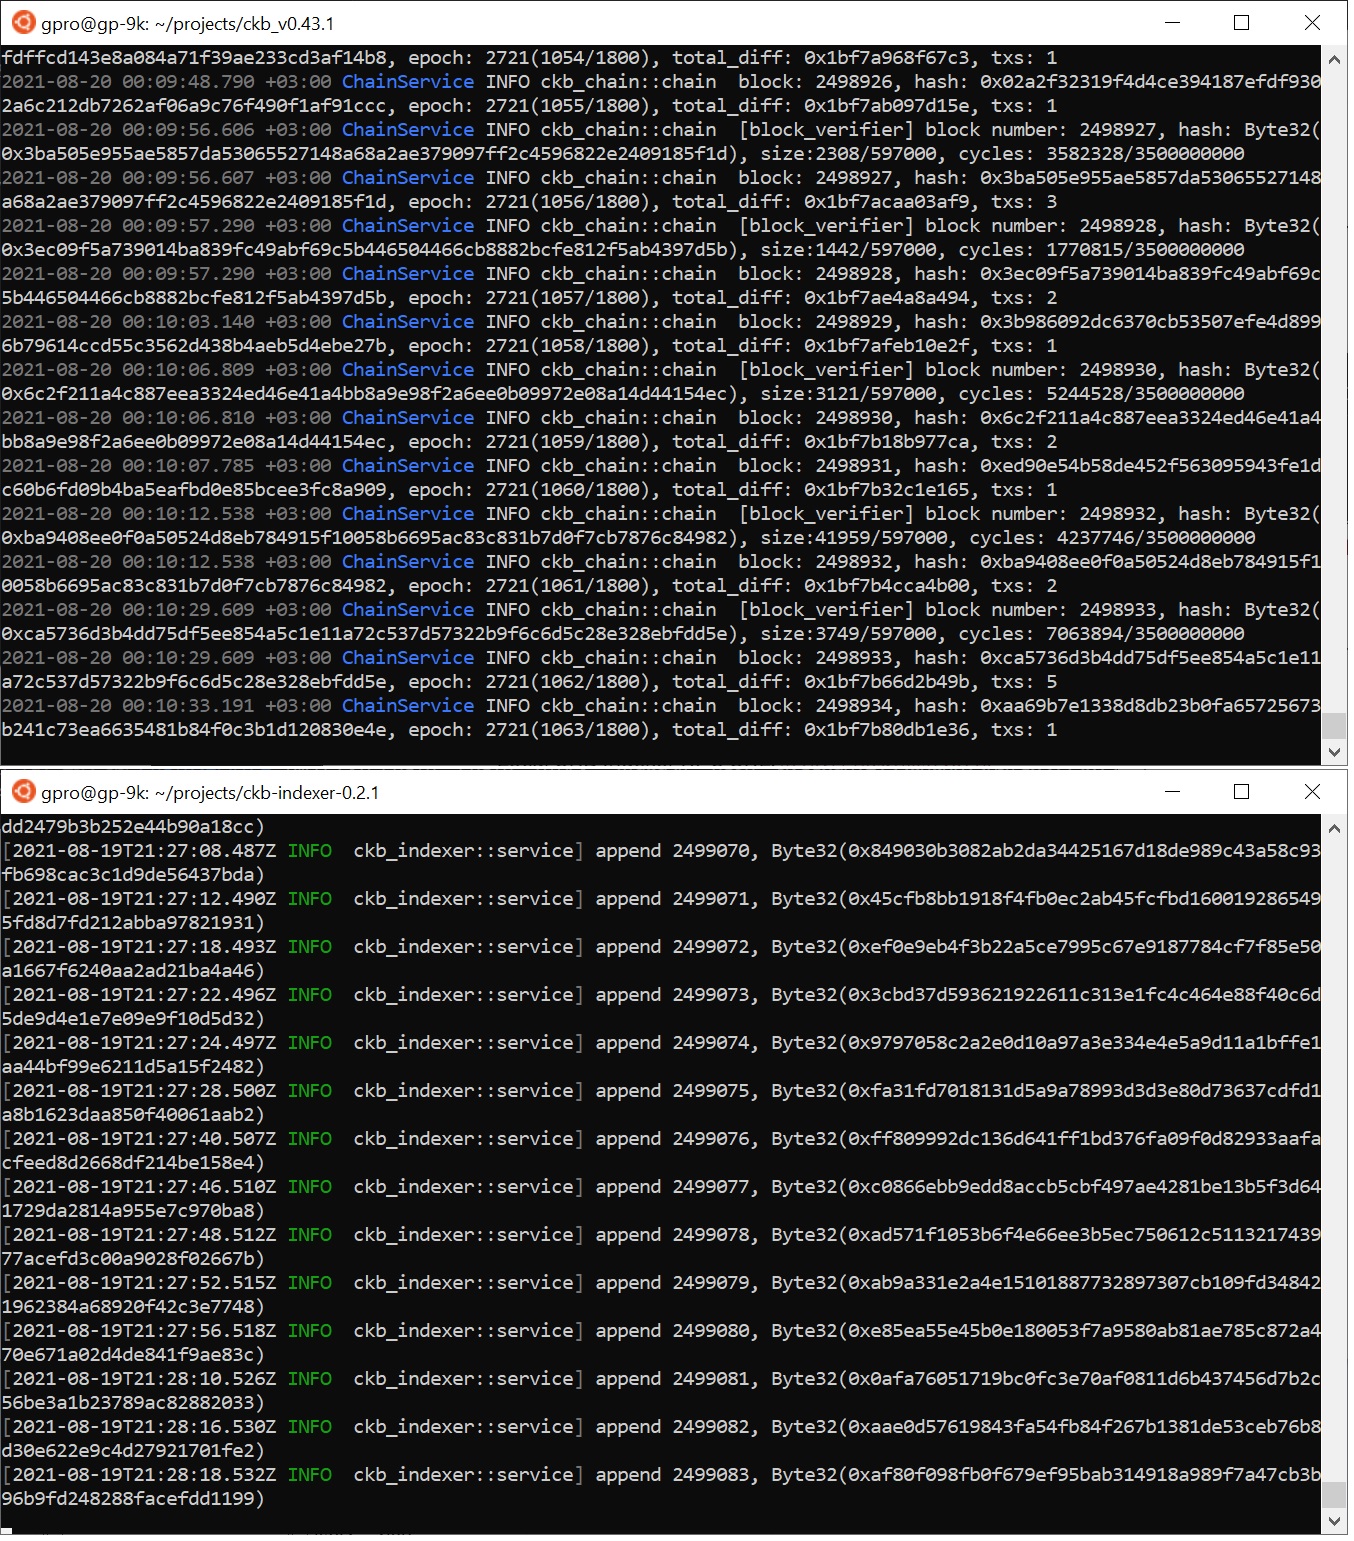 gpro@gp-9k: ~/projects/ckb_v0.43.1
fdffcd143e8a084a71f39ae233cd3af14b8, epoch: 2721(1054/1800), total_diff: 0x1bf7a968f67c3, txs: 1
2021-08-20 00:09:48.790 +03:00 ChainService INFO ckb_chain::chain  block: 2498926, hash: 0x02a2f32319f4d4ce394187efdf930
2a6c212db7262af06a9c76f490f1af91ccc, epoch: 2721(1055/1800), total_diff: 0x1bf7ab097d15e, txs: 1
2021-08-20 00:09:56.606 +03:00 ChainService INFO ckb_chain::chain  [block_verifier] block number: 2498927, hash: Byte32(
0x3ba505e955ae5857da53065527148a68a2ae379097ff2c4596822e2409185f1d), size:2308/597000, cycles: 3582328/3500000000
2021-08-20 00:09:56.607 +03:00 ChainService INFO ckb_chain::chain  block: 2498927, hash: 0x3ba505e955ae5857da53065527148
a68a2ae379097ff2c4596822e2409185f1d, epoch: 2721(1056/1800), total_diff: 0x1bf7acaa03af9, txs: 3
2021-08-20 00:09:57.290 +03:00 ChainService INFO ckb_chain::chain  [block_verifier] block number: 2498928, hash: Byte32(
0x3ec09f5a739014ba839fc49abf69c5b446504466cb8882bcfe812f5ab4397d5b), size:1442/597000, cycles: 1770815/3500000000
2021-08-20 00:09:57.290 +03:00 ChainService INFO ckb_chain::chain  block: 2498928, hash: 0x3ec09f5a739014ba839fc49abf69c
5b446504466cb8882bcfe812f5ab4397d5b, epoch: 2721(1057/1800), total_diff: 0x1bf7ae4a8a494, txs: 2
2021-08-20 00:10:03.140 +03:00 ChainService INFO ckb_chain::chain  block: 2498929, hash: 0x3b986092dc6370cb53507efe4d899
6b79614ccd55c3562d438b4aeb5d4ebe27b, epoch: 2721(1058/1800), total_diff: 0x1bf7afeb10e2f, txs: 1
2021-08-20 00:10:06.809 +03:00 ChainService INFO ckb_chain::chain  [block_verifier] block number: 2498930, hash: Byte32(
0x6c2f211a4c887eea3324ed46e41a4bb8a9e98f2a6ee0b09972e08a14d44154ec), size:3121/597000, cycles: 5244528/3500000000
2021-08-20 00:10:06.810 +03:00 ChainService INFO ckb_chain::chain  block: 2498930, hash: 0x6c2f211a4c887eea3324ed46e41a4
bb8a9e98f2a6ee0b09972e08a14d44154ec, epoch: 2721(1059/1800), total_diff: 0x1bf7b18b977ca, txs: 2
2021-08-20 00:10:07.785 +03:00 ChainService INFO ckb_chain::chain  block: 2498931, hash: 0xed90e54b58de452f563095943fe1d
c60b6fd09b4ba5eafbd0e85bcee3fc8a909, epoch: 2721(1060/1800), total_diff: 0x1bf7b32c1e165, txs: 1
2021-08-20 00:10:12.538 +03:00 ChainService INFO ckb_chain::chain  [block_verifier] block number: 2498932, hash: Byte32(
0xba9408ee0f0a50524d8eb784915f10058b6695ac83c831b7d0f7cb7876c84982), size:41959/597000, cycles: 4237746/3500000000
2021-08-20 00:10:12.538 +03:00 ChainService INFO ckb_chain::chain  block: 2498932, hash: 0xba9408ee0f0a50524d8eb784915f1
0058b6695ac83c831b7d0f7cb7876c84982, epoch: 2721(1061/1800), total_diff: 0x1bf7b4cca4b00, txs: 2
2021-08-20 00:10:29.609 +03:00 ChainService INFO ckb_chain::chain  [block_verifier] block number: 2498933, hash: Byte32(
0xca5736d3b4dd75df5ee854a5c1e11a72c537d57322b9f6c6d5c28e328ebfdd5e), size:3749/597000, cycles: 7063894/3500000000
2021-08-20 00:10:29.609 +03:00 ChainService INFO ckb_chain::chain  block: 2498933, hash: 0xca5736d3b4dd75df5ee854a5c1e11
a72c537d57322b9f6c6d5c28e328ebfdd5e, epoch: 2721(1062/1800), total_diff: 0x1bf7b66d2b49b, txs: 5
2021-08-20 00:10:33.191 +03:00 ChainService INFO ckb_chain::chain  block: 2498934, hash: 0xaa69b7e1338d8db23b0fa65725673
b241c73ea6635481b84f0c3b1d120830e4e, epoch: 2721(1063/1800), total_diff: 0x1bf7b80db1e36, txs: 1
gpro@gp-9k: ~/projects/ckb-indexer-0.2.1
dd2479b3b252e44b90a18cc)
[2021-08-19T21:27:08.487Z INFO  ckb_indexer::service] append 2499070, Byte32(0x849030b3082ab2da34425167d18de989c43a58c93
fb698cac3c1d9de56437bda)
[2021-08-19T21:27:12.490Z INFO  ckb_indexer::service] append 2499071, Byte32(0x45cfb8bb1918f4fb0ec2ab45fcfbd160019286549
5fd8d7fd212abba97821931)
[2021-08-19T21:27:18.493Z INFO  ckb_indexer::service] append 2499072, Byte32(0xef0e9eb4f3b22a5ce7995c67e9187784cf7f85e50
a1667f6240aa2ad21ba4a46)
[2021-08-19T21:27:22.496Z INFO  ckb_indexer::service] append 2499073, Byte32(0x3cbd37d593621922611c313e1fc4c464e88f40c6d
5de9d4e1e7e09e9f10d5d32)
[2021-08-19T21:27:24.497Z INFO  ckb_indexer::service] append 2499074, Byte32(0x9797058c2a2e0d10a97a3e334e4e5a9d11a1bffe1
aa44bf99e6211d5a15f2482)
[2021-08-19T21:27:28.500Z INFO  ckb_indexer::service] append 2499075, Byte32(0xfa31fd7018131d5a9a78993d3d3e80d73637cdfd1
a8b1623daa850f40061aab2)
[2021-08-19T21:27:40.507Z INFO  ckb_indexer::service] append 2499076, Byte32(0xff809992dc136d641ff1bd376fa09f0d82933aafa
cfeed8d2668df214be158e4)
[2021-08-19T21:27:46.510Z INFO  ckb_indexer::service] append 2499077, Byte32(0xc0866ebb9edd8accb5cbf497ae4281be13b5f3d64
1729da2814a955e7c970ba8)
[2021-08-19T21:27:48.512Z INFO  ckb_indexer::service] append 2499078, Byte32(0xad571f1053b6f4e66ee3b5ec750612c5113217439
77acefd3c00a9028f02667b)
[2021-08-19T21:27:52.515Z INFO  ckb_indexer::service] append 2499079, Byte32(0xab9a331e2a4e15101887732897307cb109fd34842
1962384a68920f42c3e7748)
[2021-08-19T21:27:56.518Z INFO  ckb_indexer::service] append 2499080, Byte32(0xe85ea55e45b0e180053f7a9580ab81ae785c872a4
70e671a02d4de841f9ae83c)
[2021-08-19T21:28:10.526Z INFO  ckb_indexer::service] append 2499081, Byte32(0x0afa76051719bc0fc3e70af0811d6b437456d7b2c
56be3a1b23789ac82882033)
[2021-08-19T21:28:16.530Z INFO  ckb_indexer::service] append 2499082, Byte32(0xaae0d57619843fa54fb84f267b1381de53ceb76b8
d30e622e9c4d27921701fe2)
[2021-08-19T21:28:18.532Z INFO  ckb_indexer::service] append 2499083, Byte32(0xaf80f098fb0f679ef95bab314918a989f7a47cb3b
96b9fd248288facefdd1199)